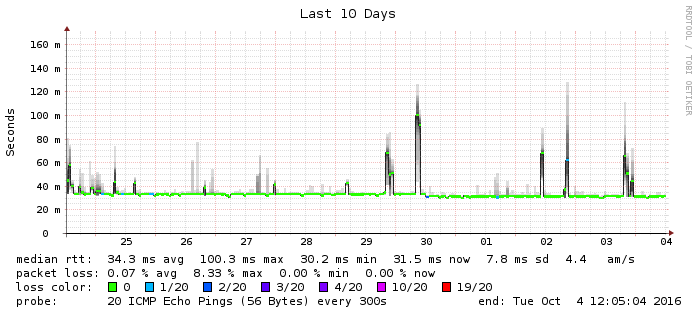 Last 10 Days
RRDTOOL / TOBI OETIKER
Seconds
160 m
140 m
120 m
100 m
80 m
60 m
40 m
20 m
0
25 26 27 28 29 30 01 02 03 04
median rtt: 34.3 ms avg 100.3 ms max 30.2 ms min 31.5 ms now 7.8 ms sd 4.4 am/s
packet loss: 0.07 % avg 8.33 % max 0.00 % min 0.00 % now
loss color: 0 1/20 2/20 3/20 4/20 10/20 19/20
probe: 20 ICMP Echo Pings (56 Bytes) every 300s end: Tue Oct 4 12:05:04 2016